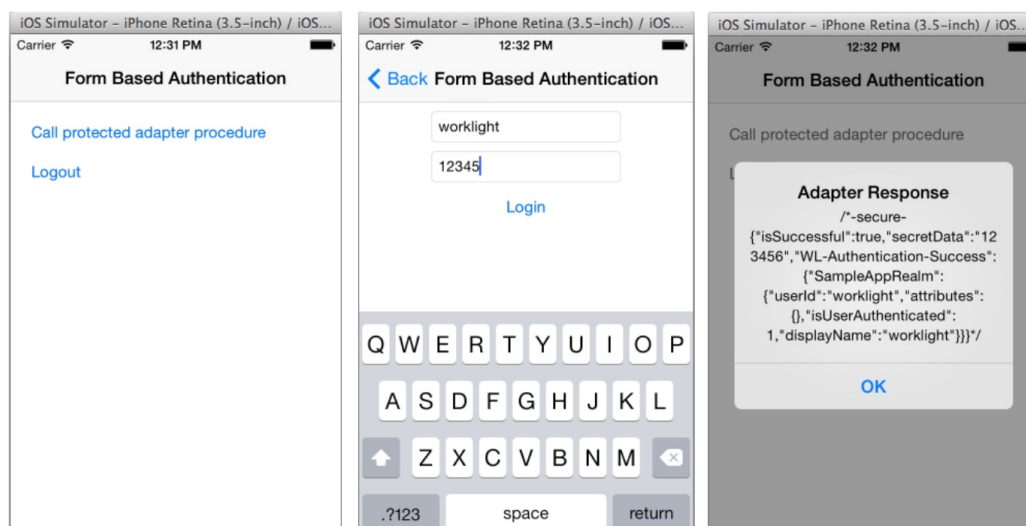 iOS Simulator – iPhone Retina (3.5–inch) / iOS...
Carrier 12:31 PM
Form Based Authentication
Call protected adapter procedure
Logout
iOS Simulator – iPhone Retina (3.5–inch) / iOS...
Carrier 12:32 PM
Back Form Based Authentication
worklight
12345
Login
Q W E R T Y U I O P
A S D F G H J K L
Z X C V B N M
.?123 space return
iOS Simulator – iPhone Retina (3.5–inch) / iOS...
Carrier 12:32 PM
Form Based Authentication
Call protected adapter procedure
L
Adapter Response
/*-secure-
{"isSuccessful":true,"secretData":"12
3456","WL-Authentication-Success":
{"SampleAppRealm":
{"userId":"worklight","attributes":
{},"isUserAuthenticated":
1,"displayName":"worklight"}}}*/
OK